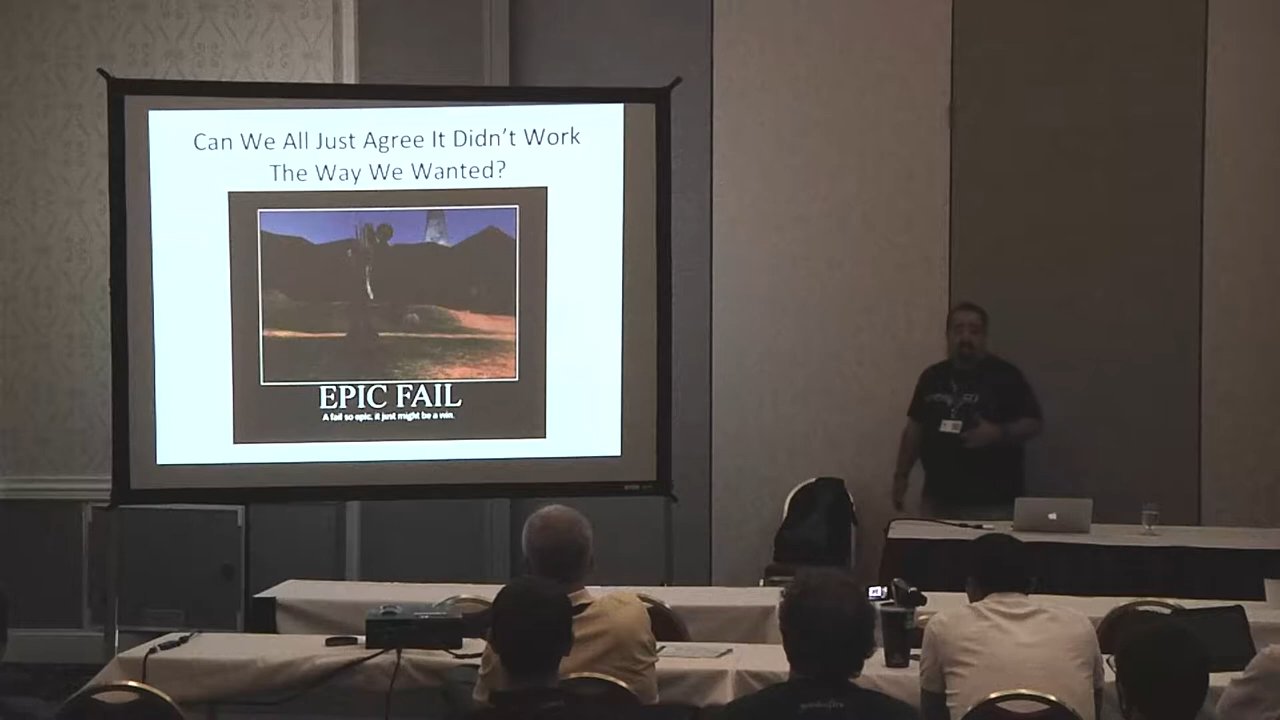 Can We All Just Agree It Didn't Work
The Way We Wanted?
EPIC FAIL
A fail so epic, it just might be a win.